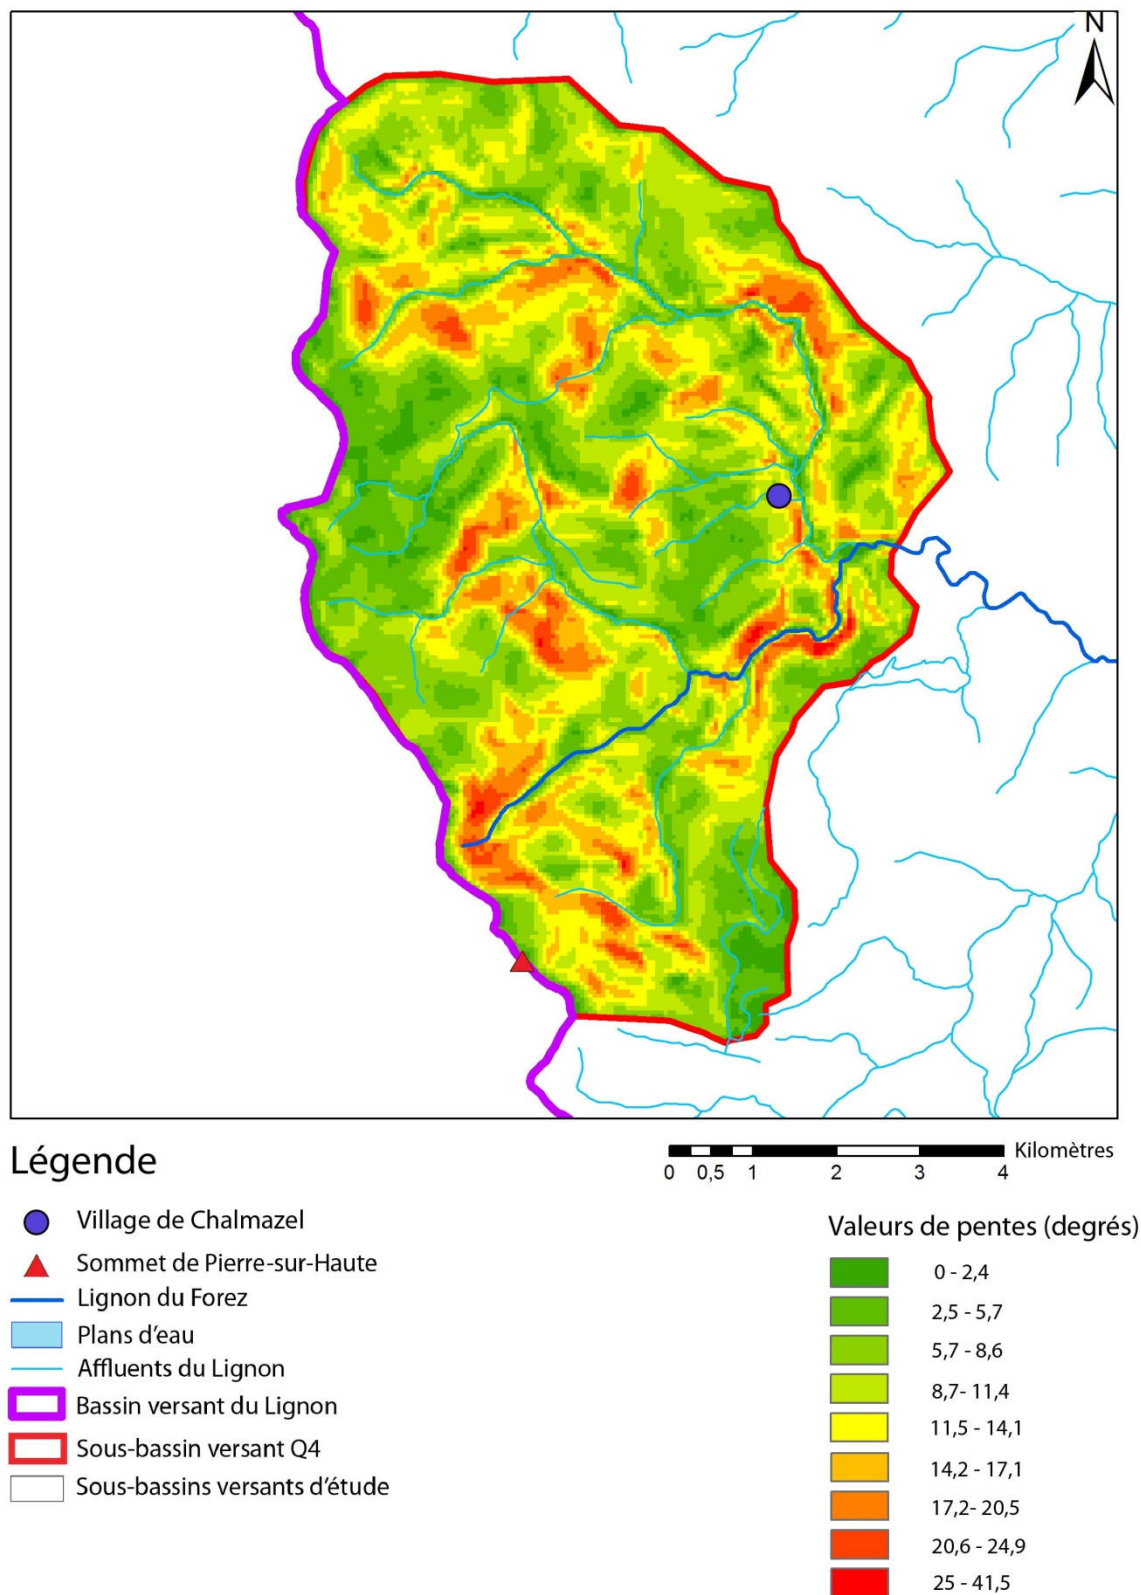 N
Légende
Kilomètres
0 0,5 1 2 3 4
Village de Chalmazel
Sommet de Pierre-sur-Haute
Lignon du Forez
Plans d'eau
Affluents du Lignon
Bassin versant du Lignon
Sous-bassin versant Q4
Sous-bassins versants d'étude
Valeurs de pentes (degrés)
0 - 2,4
2,5 - 5,7
5,7 - 8,6
8,7- 11,4
11,5 - 14,1
14,2 - 17,1
17,2- 20,5
20,6 - 24,9
25 - 41,5